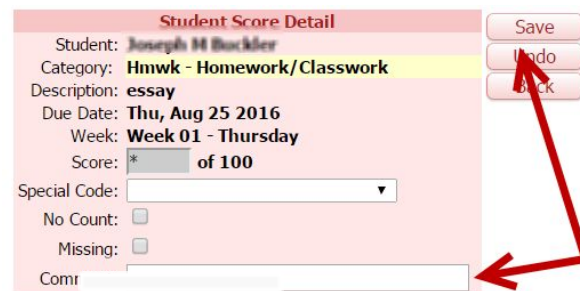 Student Score Detail
Save
Student:
Undo
Category: Hmwk - Homework/Classwork
Back
Description: essay
Due Date: Thu, Aug 25 2016
Week: Week 01 - Thursday
Score: * of 100
Special Code:
No Count:
Missing:
Comm